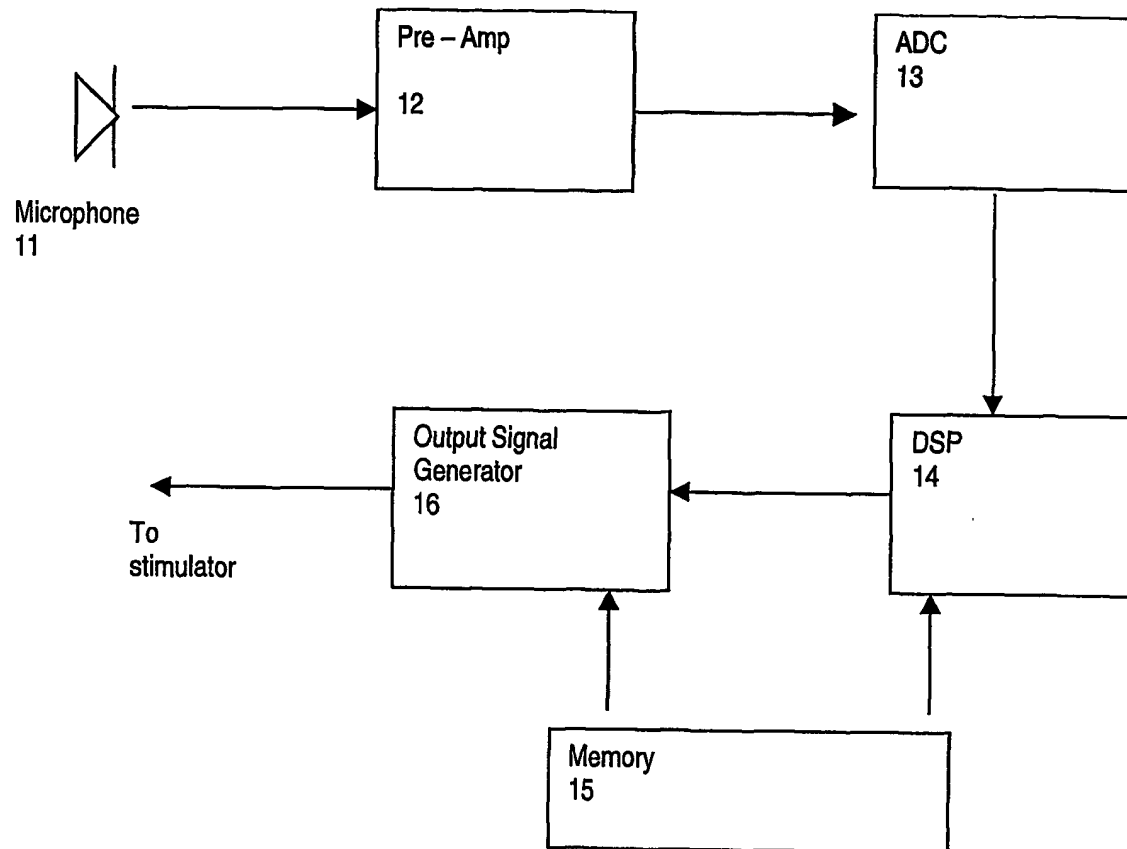 Pre – Amp
12
ADC
13
Microphone
11
Output Signal
Generator
16
DSP
14
To
stimulator
Memory
15